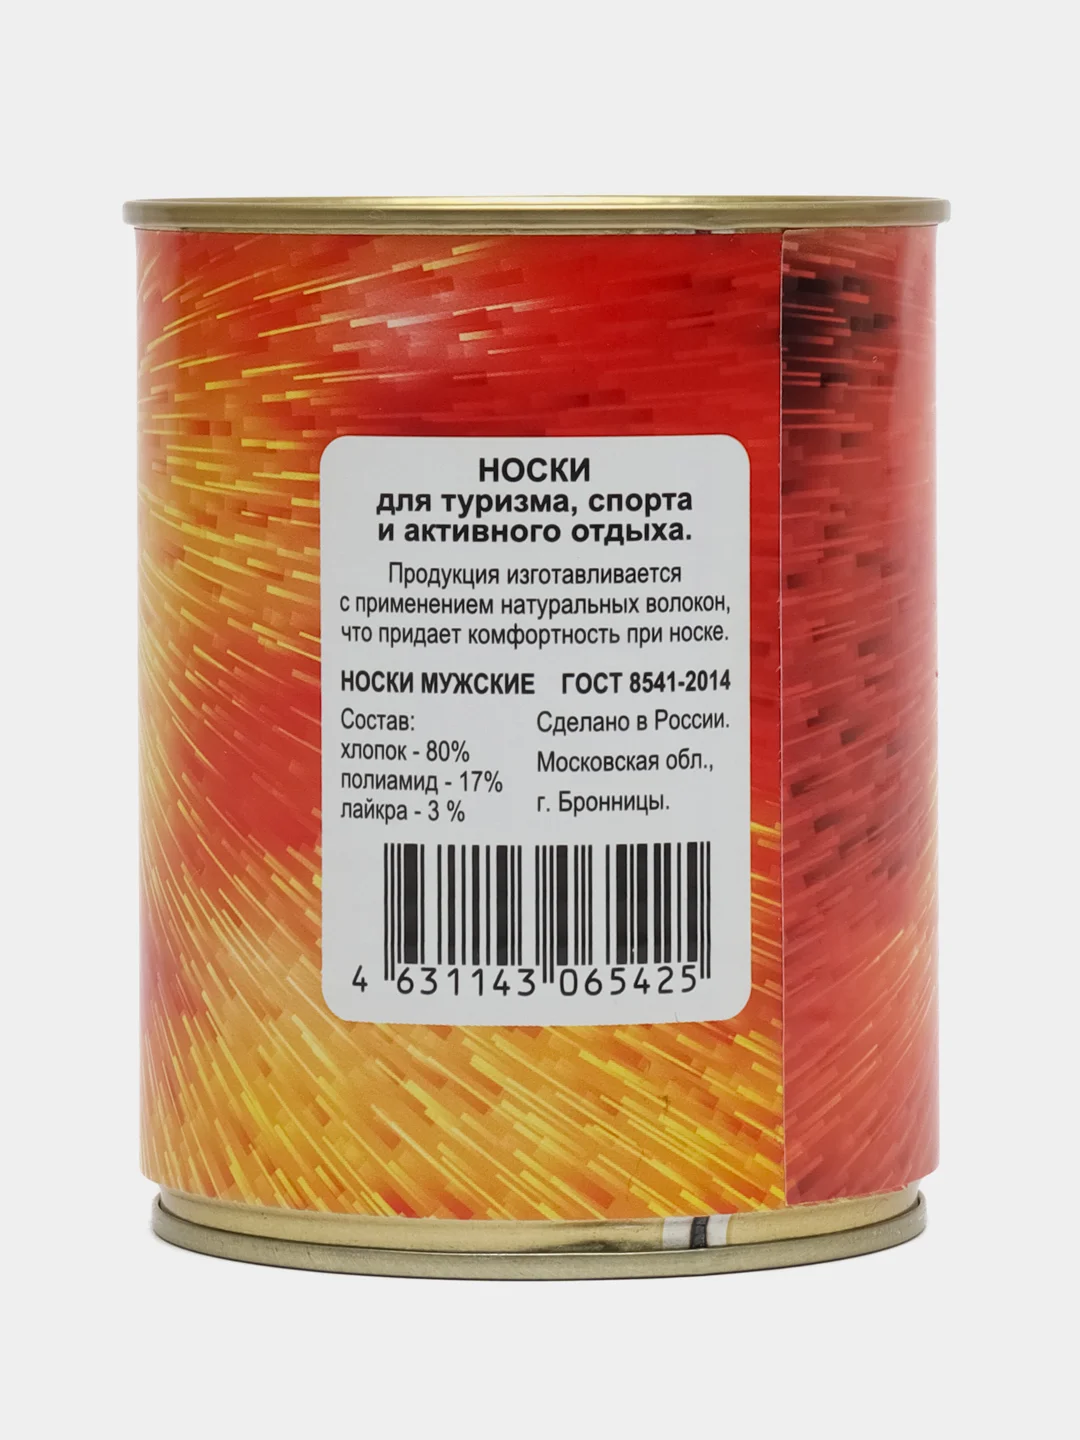 НОСКИ
для туризма, спорта
и активного отдыха.
Продукция изготавливается
с применением натуральных волокон,
что придает комфортность при носке.
НОСКИ МУЖСКИЕ ГОСТ 8541-2014
Состав:
хлопок - 80%
полиамид - 17%
лайкра - 3 %
Сделано в России.
Московская обл.,
г. Бронницы.
4 631143 065425